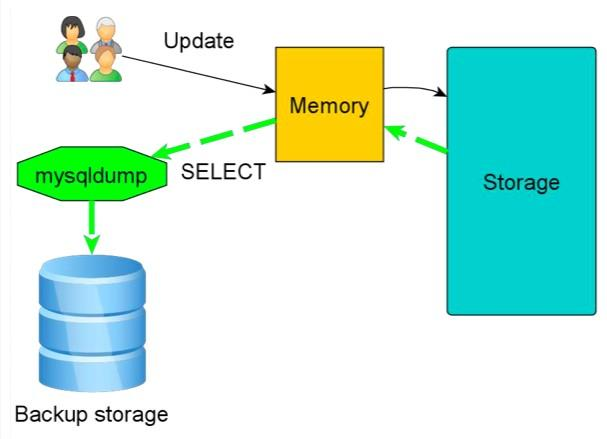 Update
Memory
mysqldump
SELECT
Storage
Backup storage